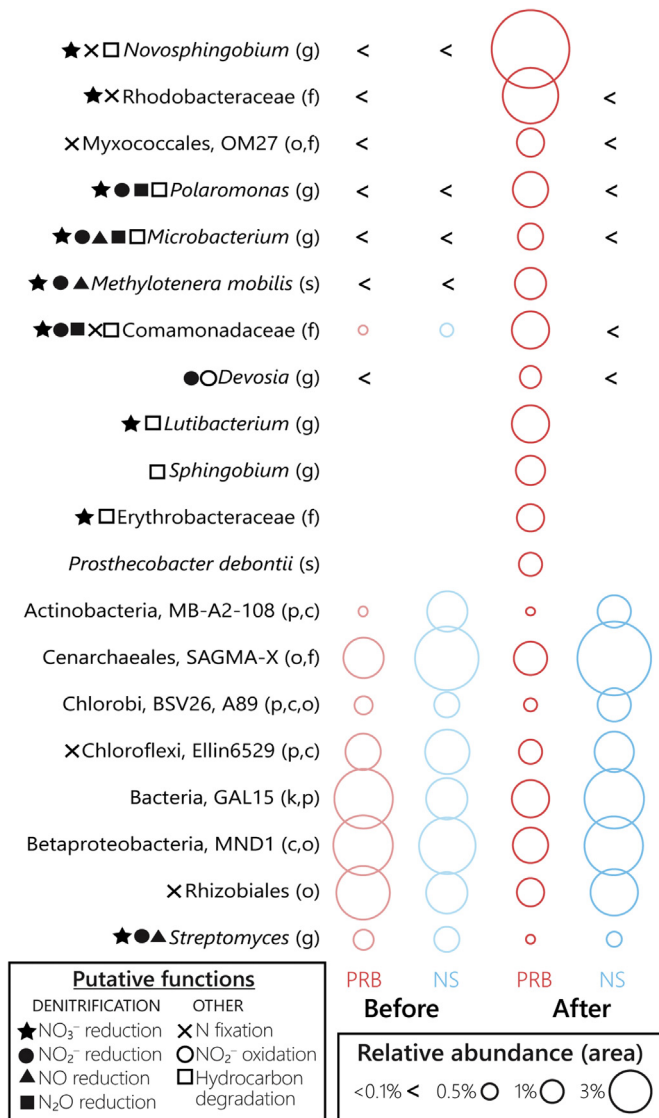 ★×□Novosphingobium (g) < <
★×Rhodobacteraceae (f) < <
×Myxococcales, OM27 (o,f) < <
★●■□Polaromonas (g) < < <
★●▲■□Microbacterium (g) < < <
★●▲Methylotenera mobilis (s) < <
★●■×□Comamonadaceae (f) <
●○Devosia (g) < <
★□Lutibacterium (g)
□Sphingobium (g)
★□Erythrobacteraceae (f)
Prosthecobacter debontii (s)
Actinobacteria, MB-A2-108 (p,c)
Cenarchaeales, SAGMA-X (o,f)
Chlorobi, BSV26, A89 (p,c,o)
×Chloroflexi, Ellin6529 (p,c)
Bacteria, GAL15 (k,p)
Betaproteobacteria, MND1 (c,o)
×Rhizobiales (o)
★●▲Streptomyces (g)
PRB NS PRB NS
Before After
Putative functions
DENITRIFICATION OTHER
★NO₃⁻ reduction ×N fixation
●NO₂⁻ reduction ○NO₂⁻ oxidation
▲NO reduction □Hydrocarbon
■N₂O reduction degradation
Relative abundance (area)
<0.1% < 0.5% 1% 3%